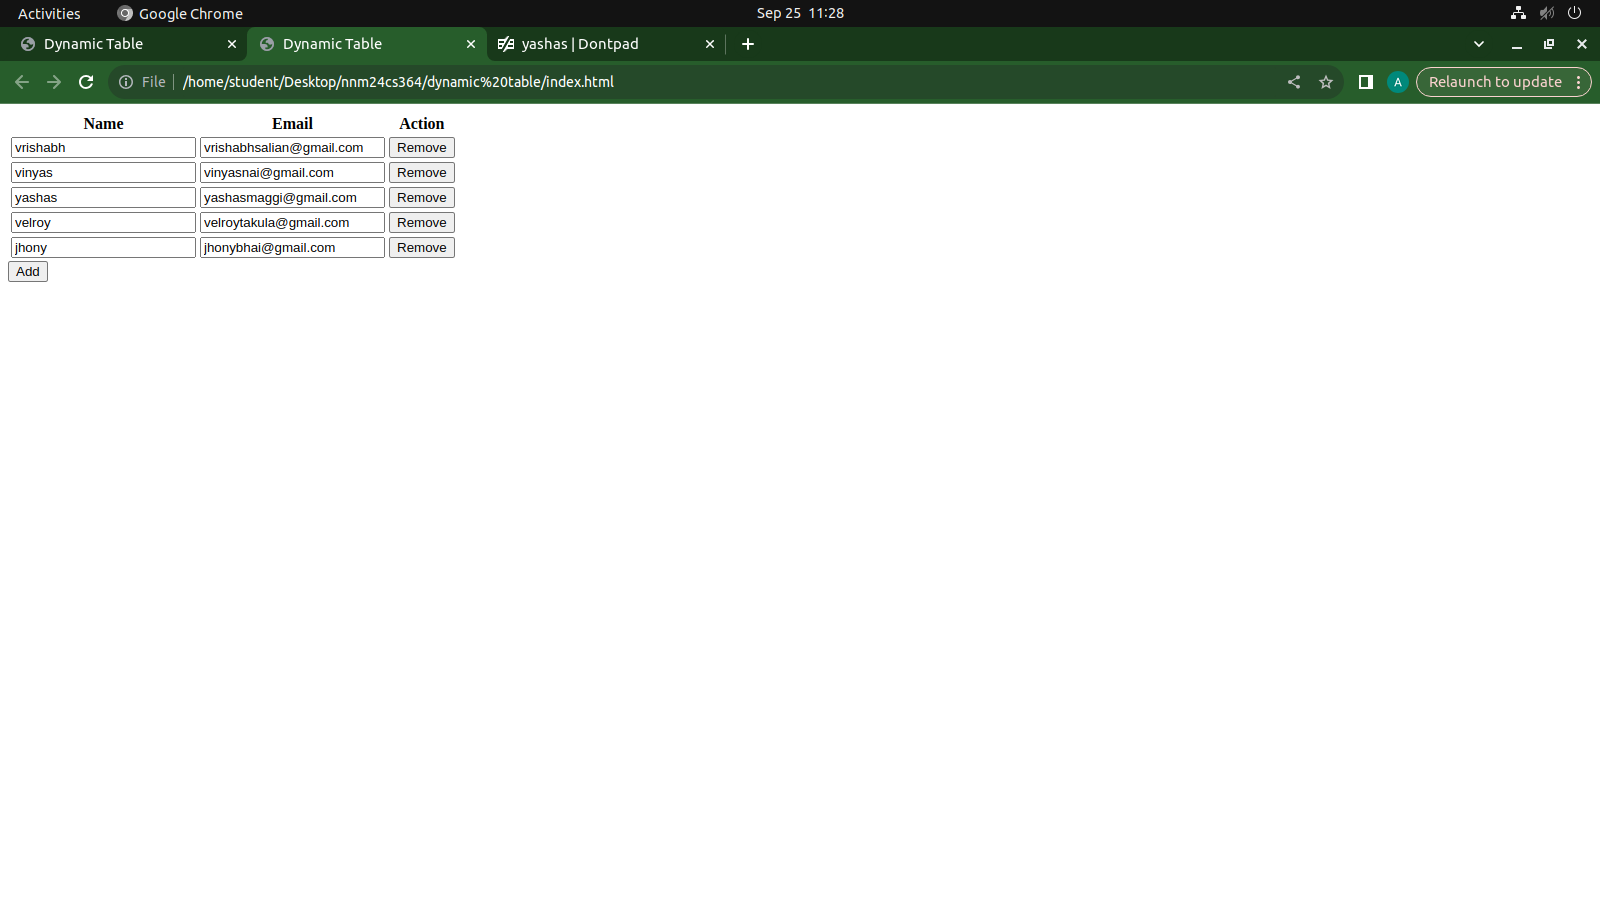 Activities Google Chrome Sep 25 11:28
Dynamic Table Dynamic Table yashas | Dontpad
File /home/student/Desktop/nnm24cs364/dynamic%20table/index.html A Relaunch to update
Name Email Action
vrishabh vrishabhsalian@gmail.com Remove
vinyas vinyasnai@gmail.com Remove
yashas yashasmaggi@gmail.com Remove
velroy velroytakula@gmail.com Remove
jhony jhonybhai@gmail.com Remove
Add